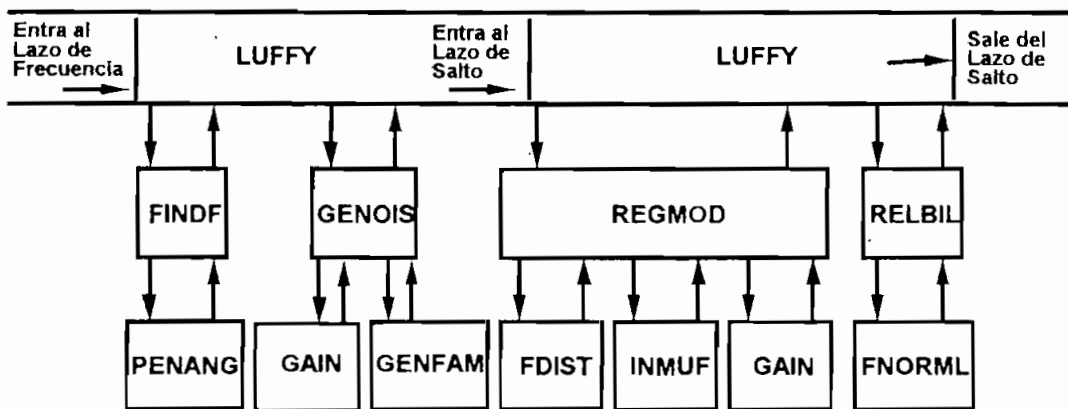 Entra al
Lazo de
Frecuencia
LUFFY
Entra al
Lazo de
Salto
LUFFY
Sale del
Lazo de
Salto
FINDF
GENOIS
REGMOD
RELBIL
PENANG
GAIN
GENFAM
FDIST
INMUF
GAIN
FNORML